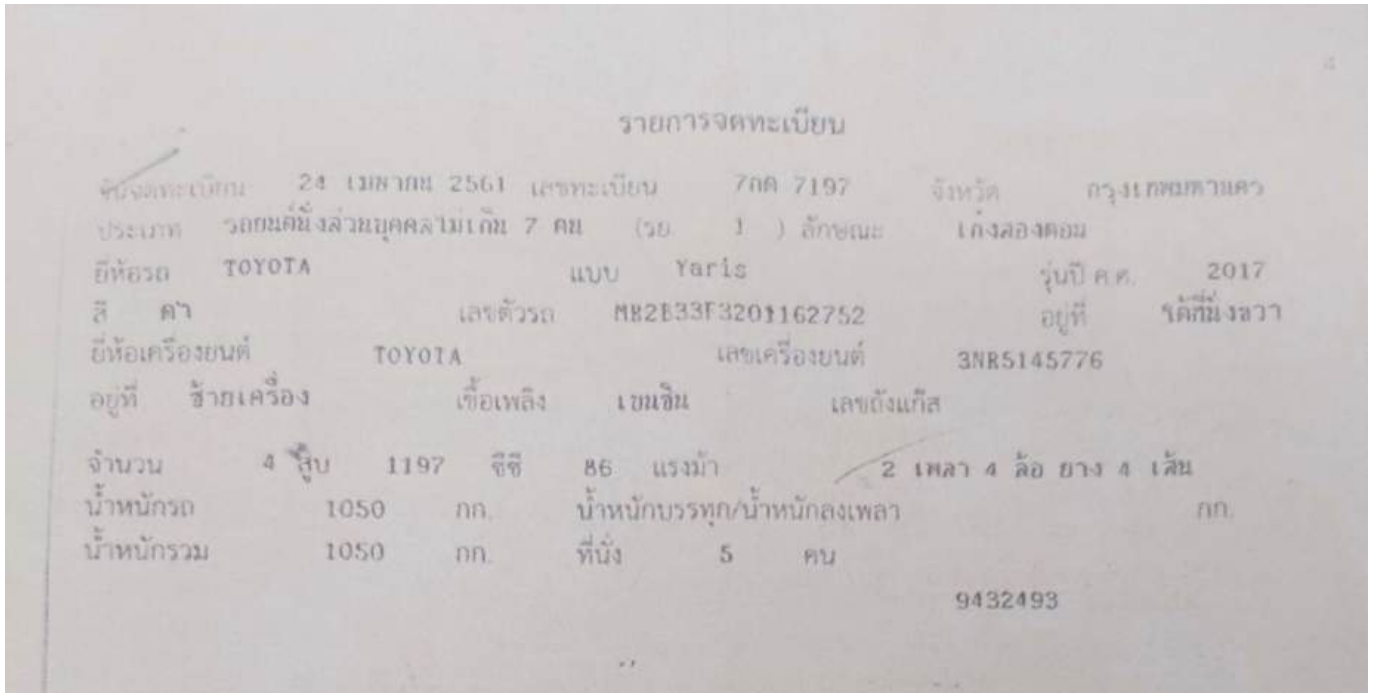 4
รายการจดทะเบียน
วันจดทะเบียน 24 เมษายน 2561 เลขทะเบียน 7กด 7197 จังหวัด กรุงเทพมหานคร
ประเภท รถยนต์นั่งส่วนบุคคลไม่เกิน 7 คน (รย. 1 ) ลักษณะ เก๋งสองตอน
ยี่ห้อรถ TOYOTA แบบ Yaris รุ่นปี ค.ศ. 2017
สี ดำ เลขตัวรถ MR2B33F3201162752 อยู่ที่ ใต้ที่นั่งขวา
ยี่ห้อเครื่องยนต์ TOYOTA เลขเครื่องยนต์ 3NR5145776
อยู่ที่ ซ้ายเครื่อง เชื้อเพลิง เบนซิน เลขถังแก๊ส
จำนวน 4 สูบ 1197 ซีซี 86 แรงม้า 2 เพลา 4 ล้อ ยาง 4 เส้น
น้ำหนักรถ 1050 กก. น้ำหนักบรรทุก/น้ำหนักลงเพลา กก.
น้ำหนักรวม 1050 กก. ที่นั่ง 5 คน
9432493